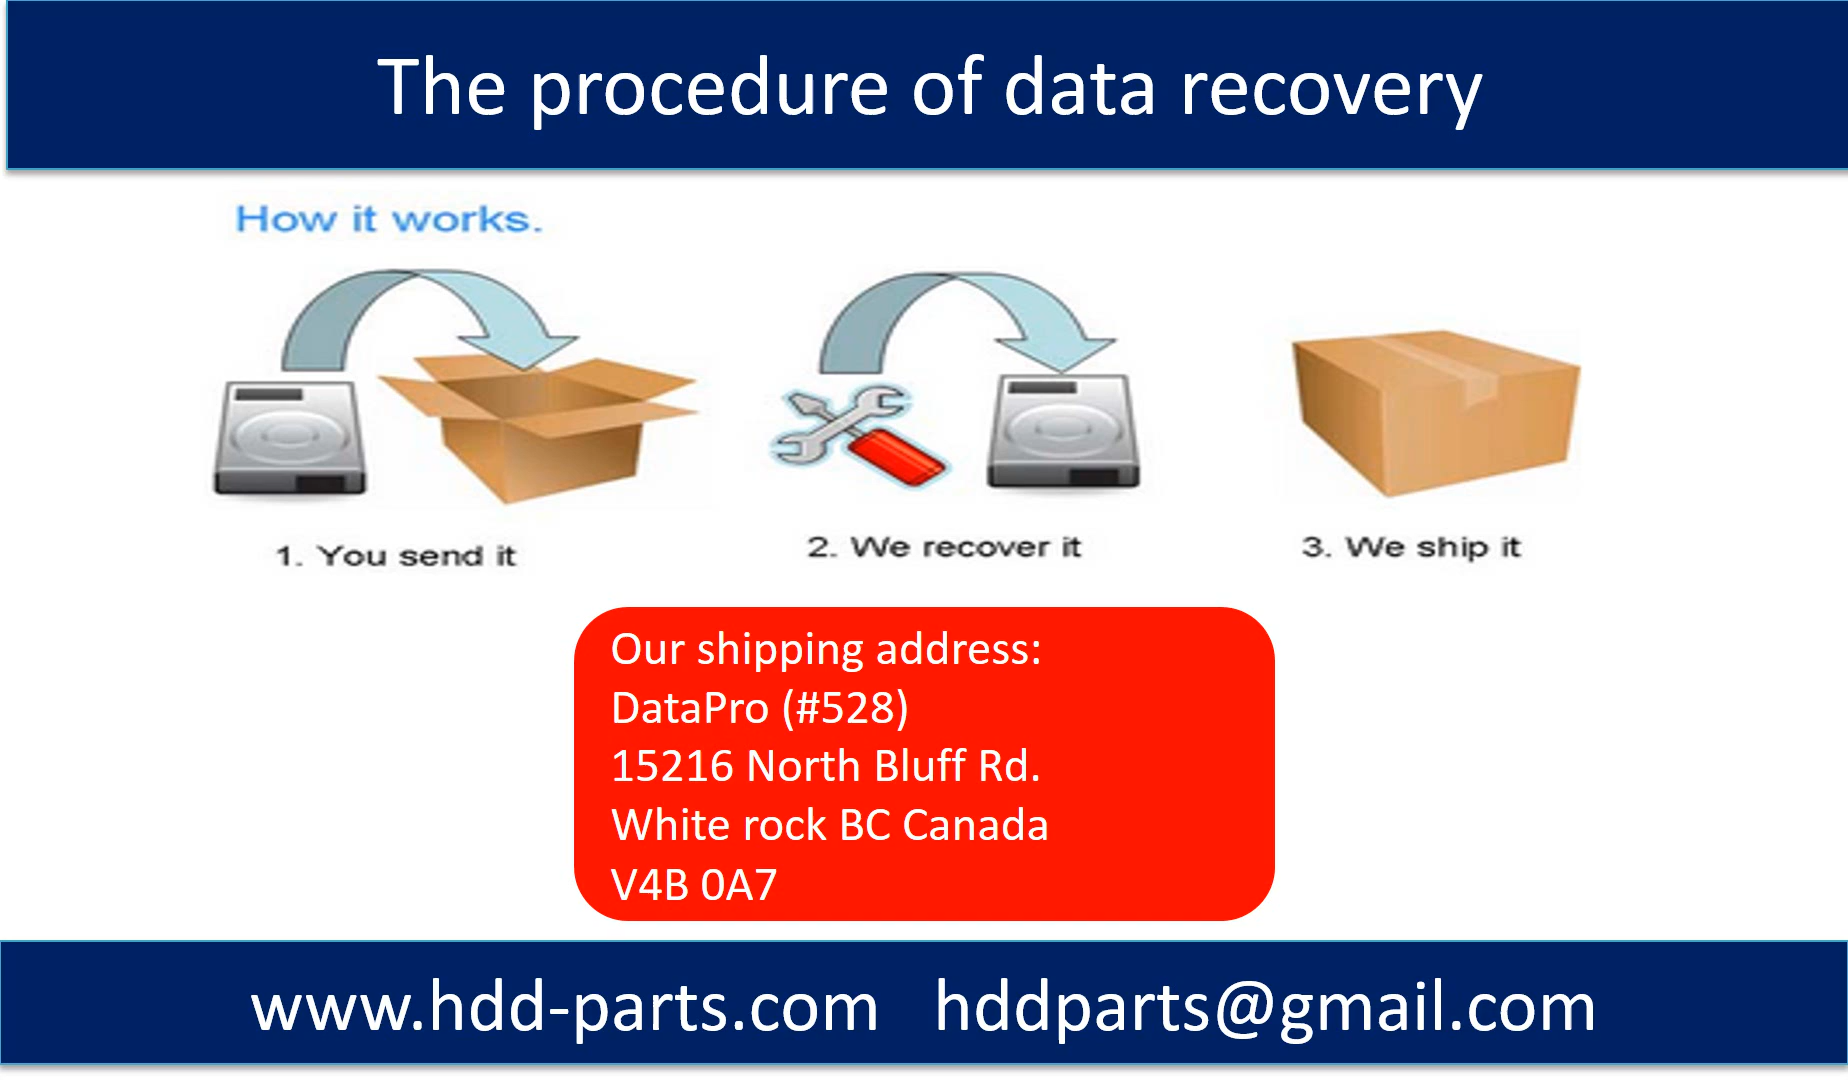 The procedure of data recovery
How it works.
1. You send it
2. We recover it
3. We ship it
Our shipping address:
DataPro (#528)
15216 North Bluff Rd.
White rock BC Canada
V4B 0A7
www.hdd-parts.com hddparts@gmail.com